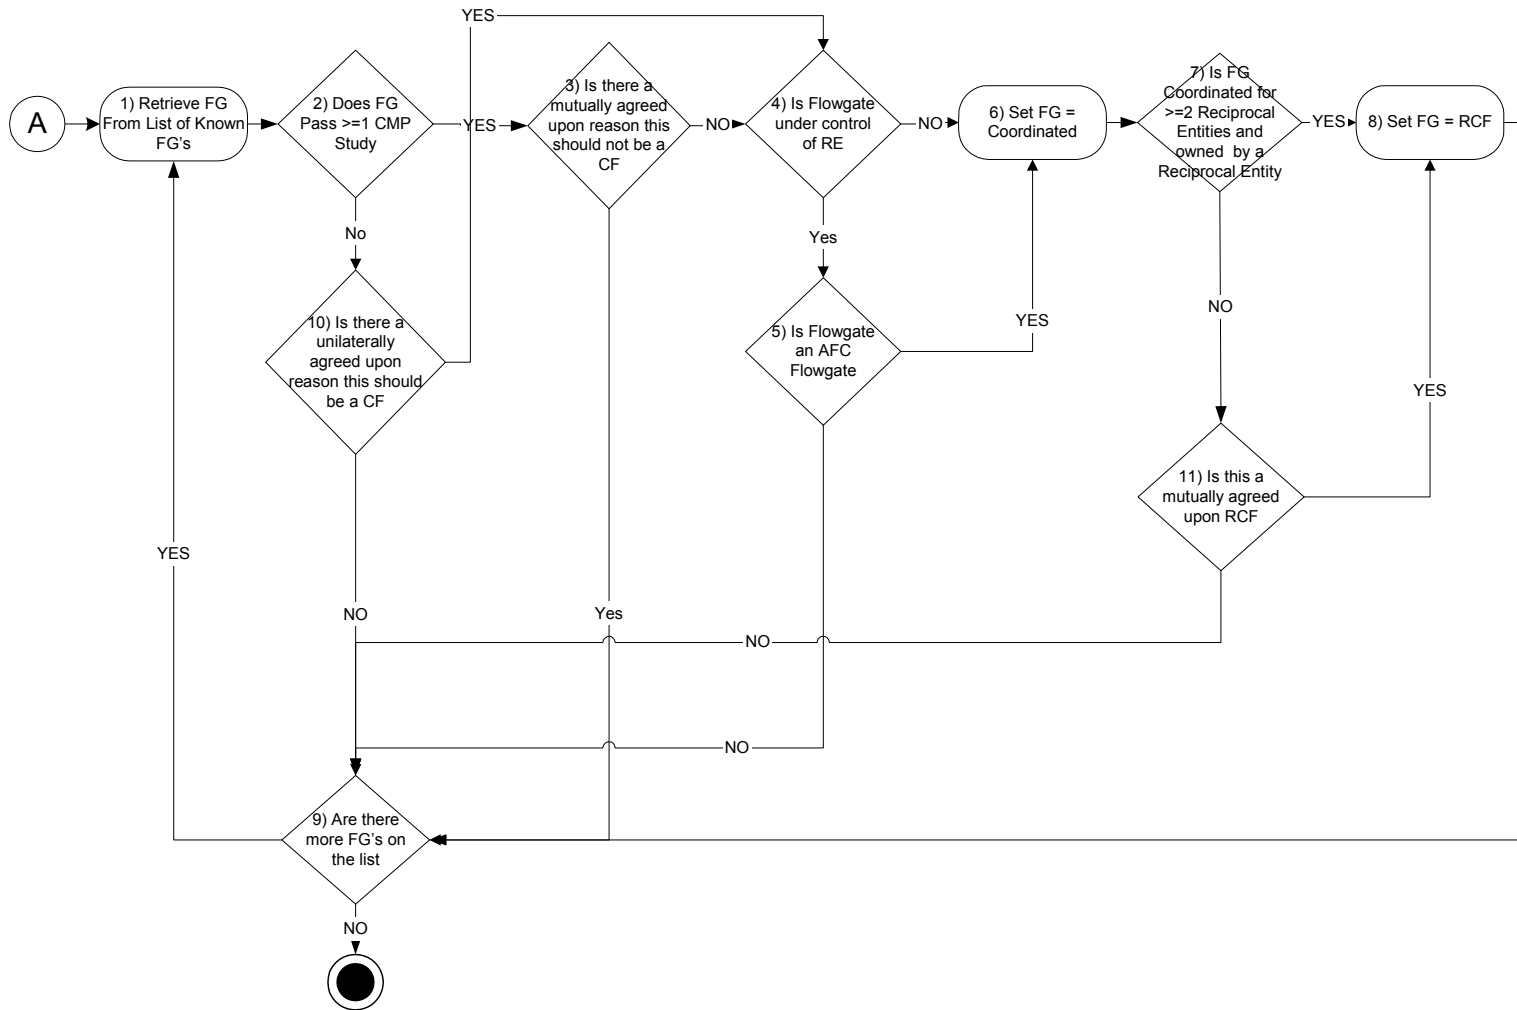 YES
A
1) Retrieve FG
From List of Known
FG's
2) Does FG
Pass >=1 CMP
Study
YES
3) Is there a
mutually agreed
upon reason this
should not be a
CF
NO
4) Is Flowgate
under control
of RE
NO
6) Set FG =
Coordinated
7) Is FG
Coordinated for
>=2 Reciprocal
Entities and
owned by a
Reciprocal Entity
YES
8) Set FG = RCF
No
Yes
10) Is there a
unilaterally
agreed upon
reason this should
be a CF
5) Is Flowgate
an AFC
Flowgate
YES
NO
YES
11) Is this a
mutually agreed
upon RCF
YES
NO
Yes
NO
NO
9) Are there
more FG's on
the list
NO